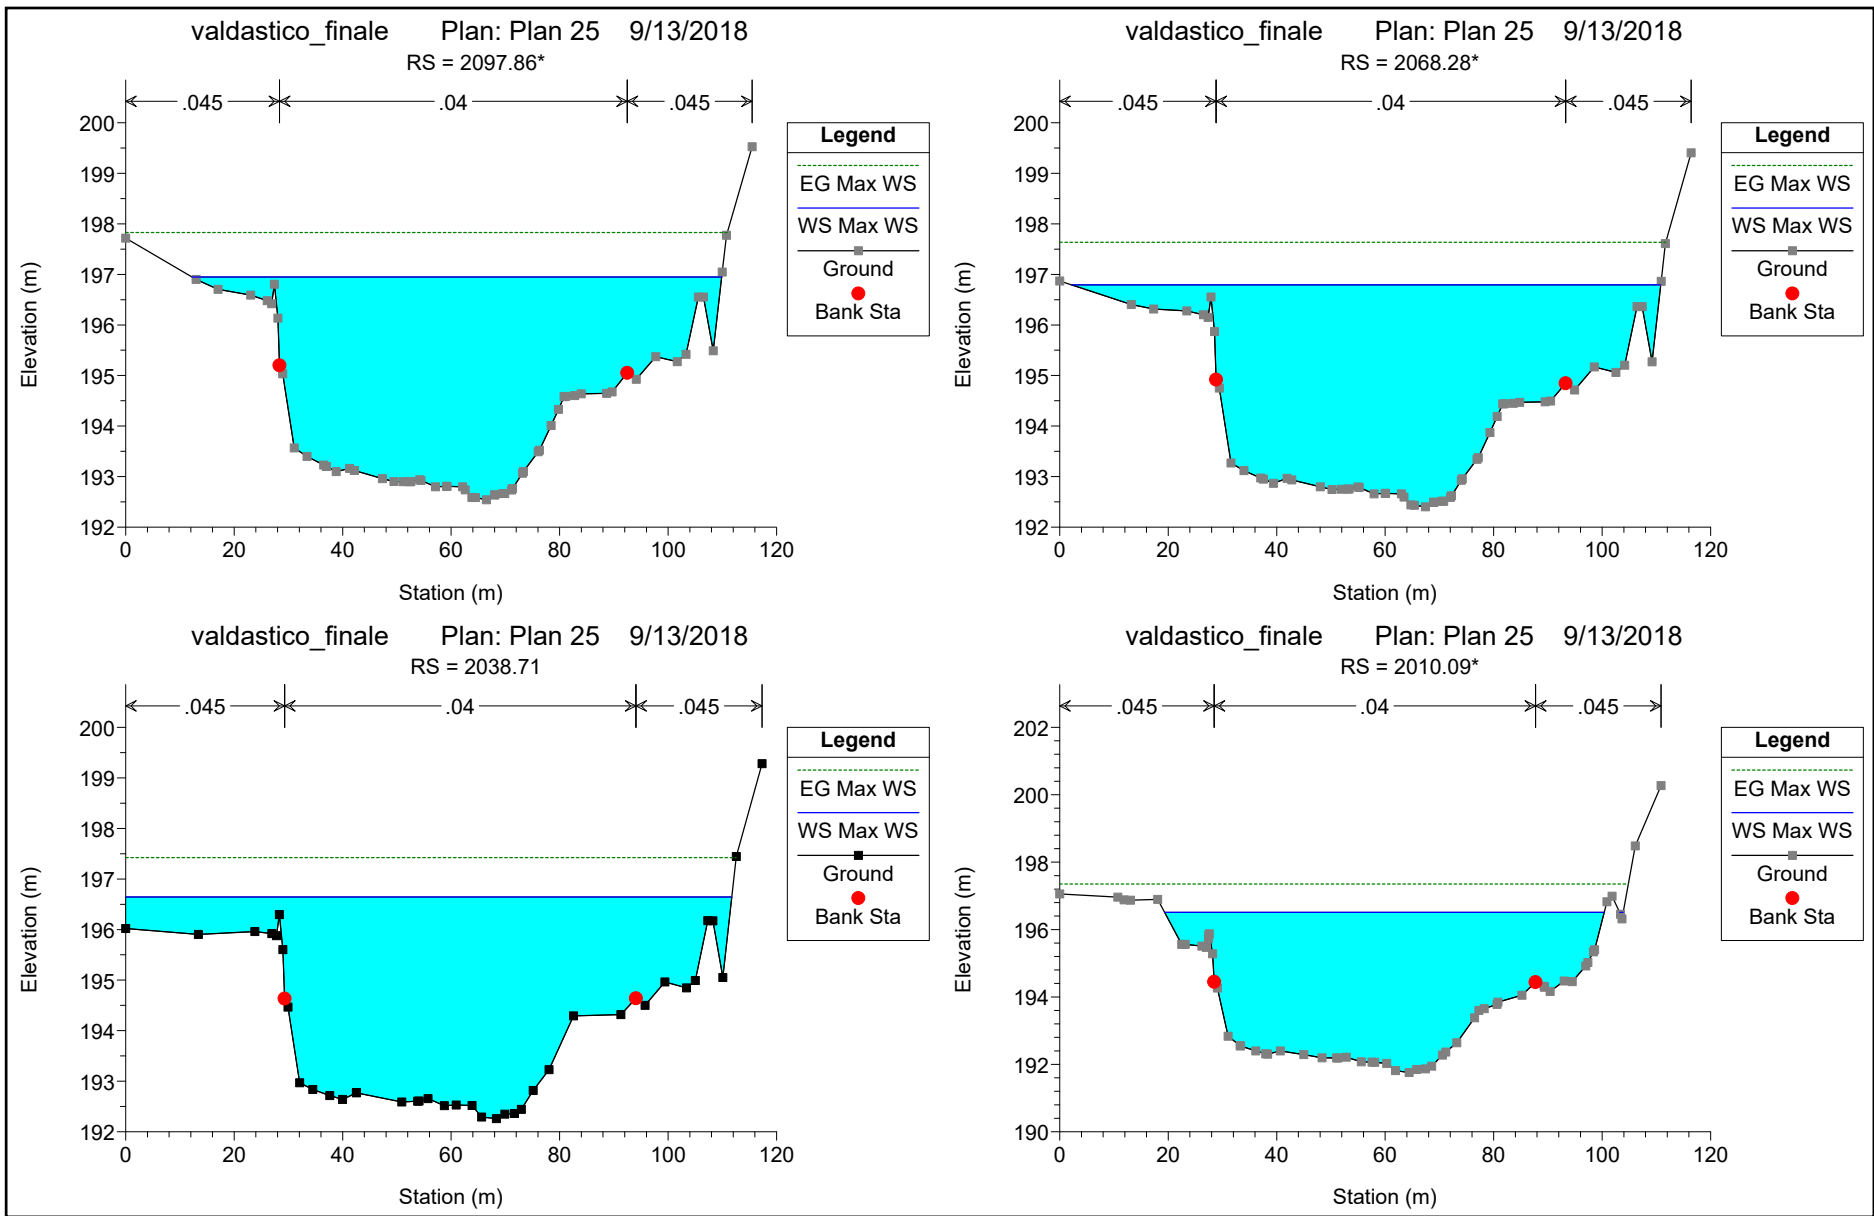 valdastico_finale Plan: Plan 25 9/13/2018
RS = 2097.86*
.045 .04 .045
200
199
198
197
196
195
194
193
192
0 20 40 60 80 100 120
Elevation (m)
Station (m)
Legend
EG Max WS
WS Max WS
Ground
Bank Sta
valdastico_finale Plan: Plan 25 9/13/2018
RS = 2068.28*
.045 .04 .045
200
199
198
197
196
195
194
193
192
0 20 40 60 80 100 120
Elevation (m)
Station (m)
Legend
EG Max WS
WS Max WS
Ground
Bank Sta
valdastico_finale Plan: Plan 25 9/13/2018
RS = 2038.71
.045 .04 .045
200
199
198
197
196
195
194
193
192
0 20 40 60 80 100 120
Elevation (m)
Station (m)
Legend
EG Max WS
WS Max WS
Ground
Bank Sta
valdastico_finale Plan: Plan 25 9/13/2018
RS = 2010.09*
.045 .04 .045
202
200
198
196
194
192
190
0 20 40 60 80 100 120
Elevation (m)
Station (m)
Legend
EG Max WS
WS Max WS
Ground
Bank Sta